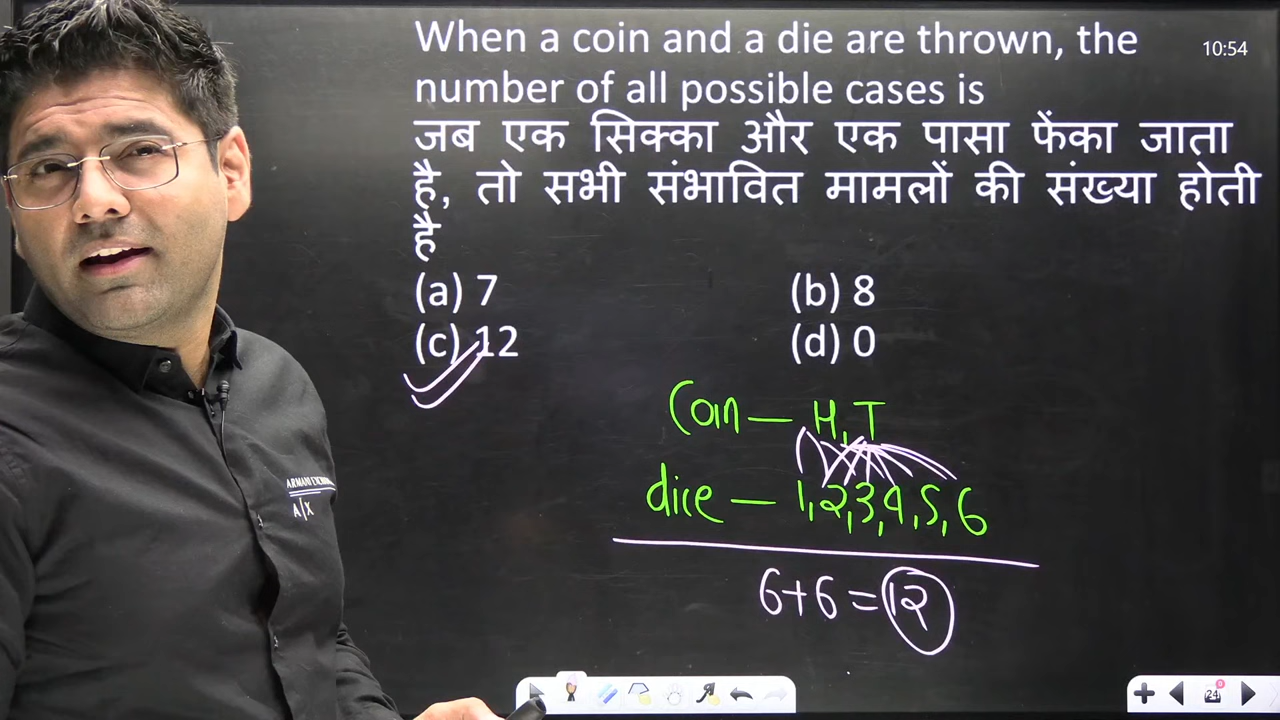 When a coin and a die are thrown, the
10:54
number of all possible cases is
जब एक सिक्का और एक पासा फेंका जाता
है, तो सभी संभावित मामलों की संख्या होती
है
(a) 7 (b) 8
(c) 12 (d) 0
Coin — H, T
dice — 1, 2, 3, 4, 5, 6
6+6 = 12
ARMANI EXCHANGE
A|X
24